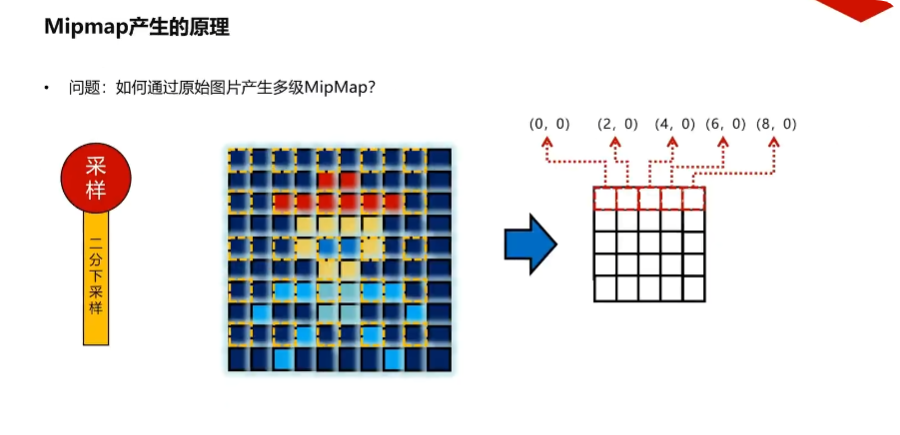 Mipmap产生的原理
• 问题：如何通过原始图片产生多级MipMap？
采样
二分下采样
(0, 0) (2, 0) (4, 0) (6, 0) (8, 0)